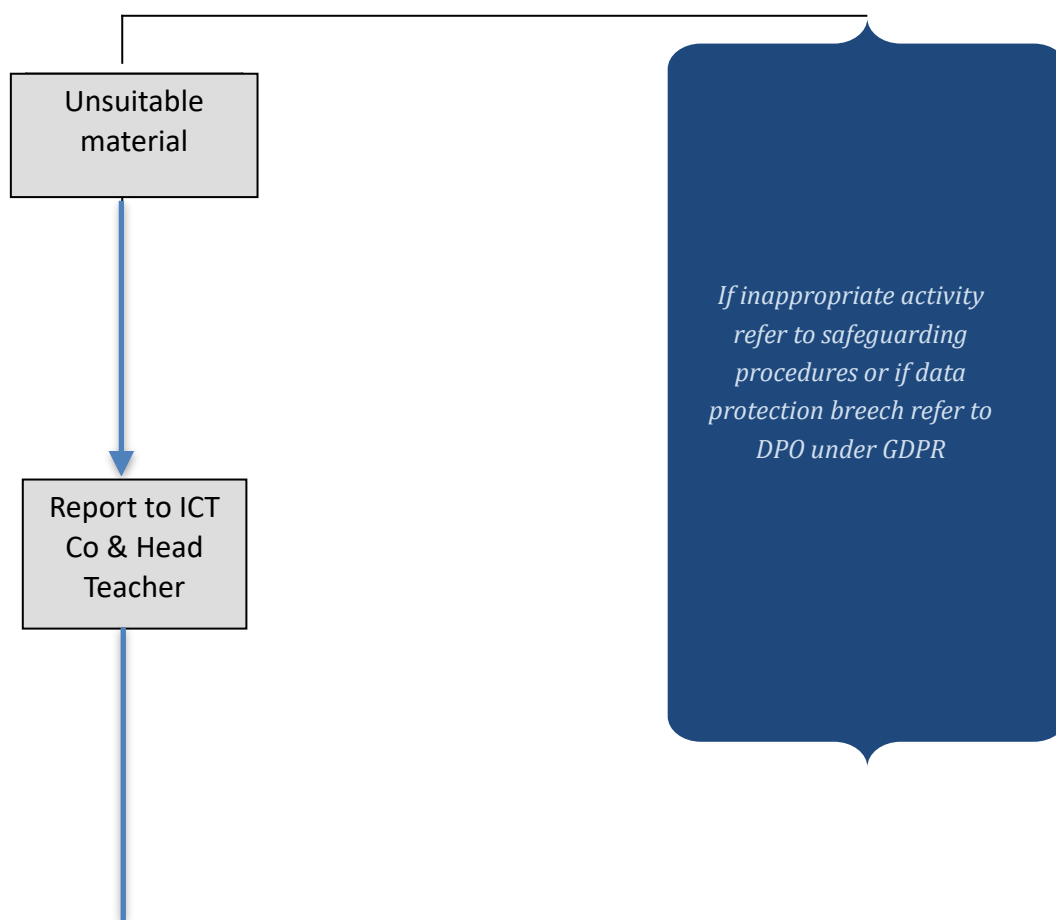 Unsuitable
material
If inappropriate activity
refer to safeguarding
procedures or if data
protection breech refer to
DPO under GDPR
Report to ICT
Co & Head
Teacher